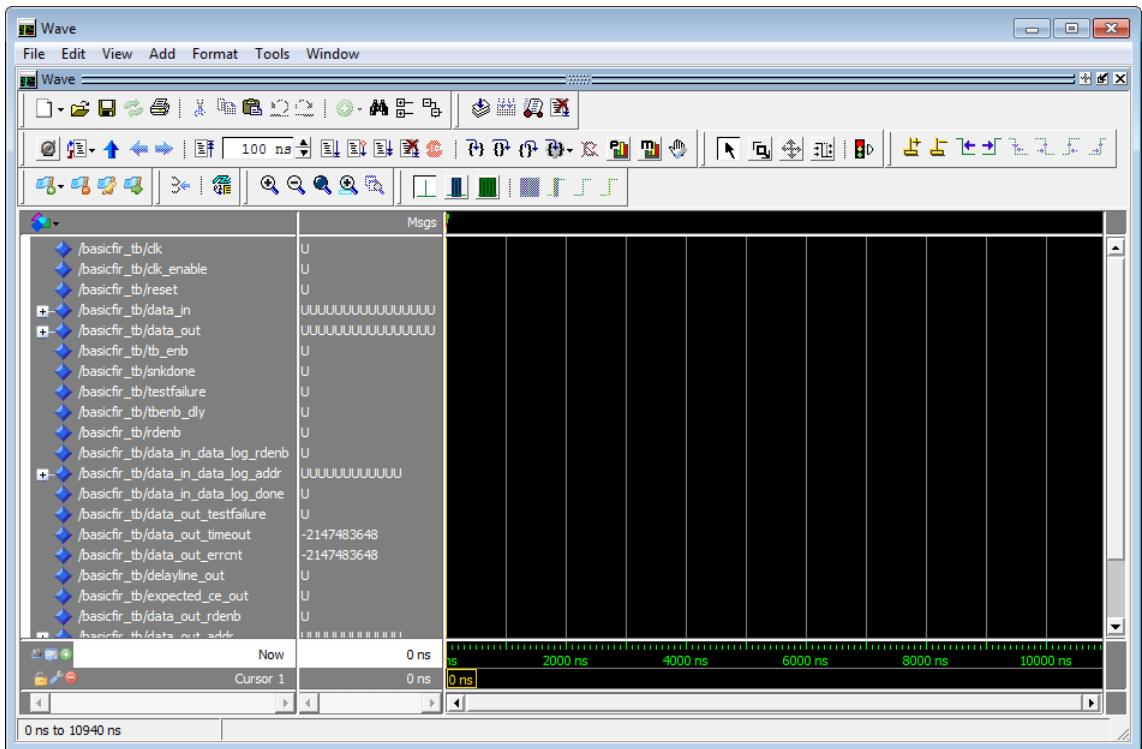 Wave
File Edit View Add Format Tools Window
Wave
100 ns
Msgs
/basicfir_tb/clk U
/basicfir_tb/clk_enable U
/basicfir_tb/reset U
/basicfir_tb/data_in UUUUUUUUUUUUUUUU
/basicfir_tb/data_out UUUUUUUUUUUUUUUU
/basicfir_tb/tb_enb U
/basicfir_tb/snkdone U
/basicfir_tb/testfailure U
/basicfir_tb/tbenb_dly U
/basicfir_tb/rdenb U
/basicfir_tb/data_in_data_log_rdenb U
/basicfir_tb/data_in_data_log_addr UUUUUUUUUUUU
/basicfir_tb/data_in_data_log_done U
/basicfir_tb/data_out_testfailure U
/basicfir_tb/data_out_timeout -2147483648
/basicfir_tb/data_out_errcnt -2147483648
/basicfir_tb/delayline_out U
/basicfir_tb/expected_ce_out U
/basicfir_tb/data_out_rdenb U
/basicfir_tb/data_out_addr UUUUUUUUUUUU
Now 0 ns ns 2000 ns 4000 ns 6000 ns 8000 ns 10000 ns
Cursor 1 0 ns 0 ns
0 ns to 10940 ns